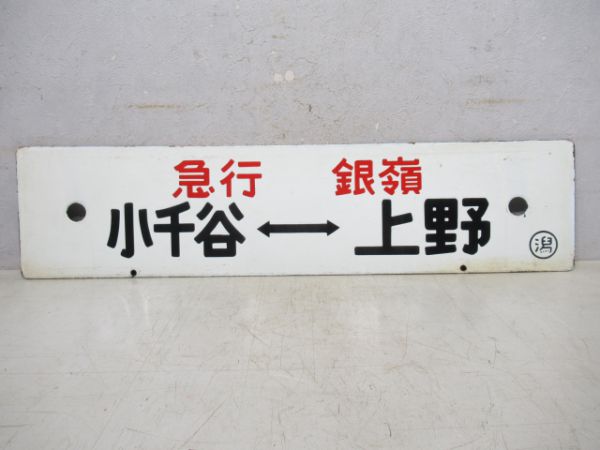 急行 銀嶺
小千谷↔上野
潟